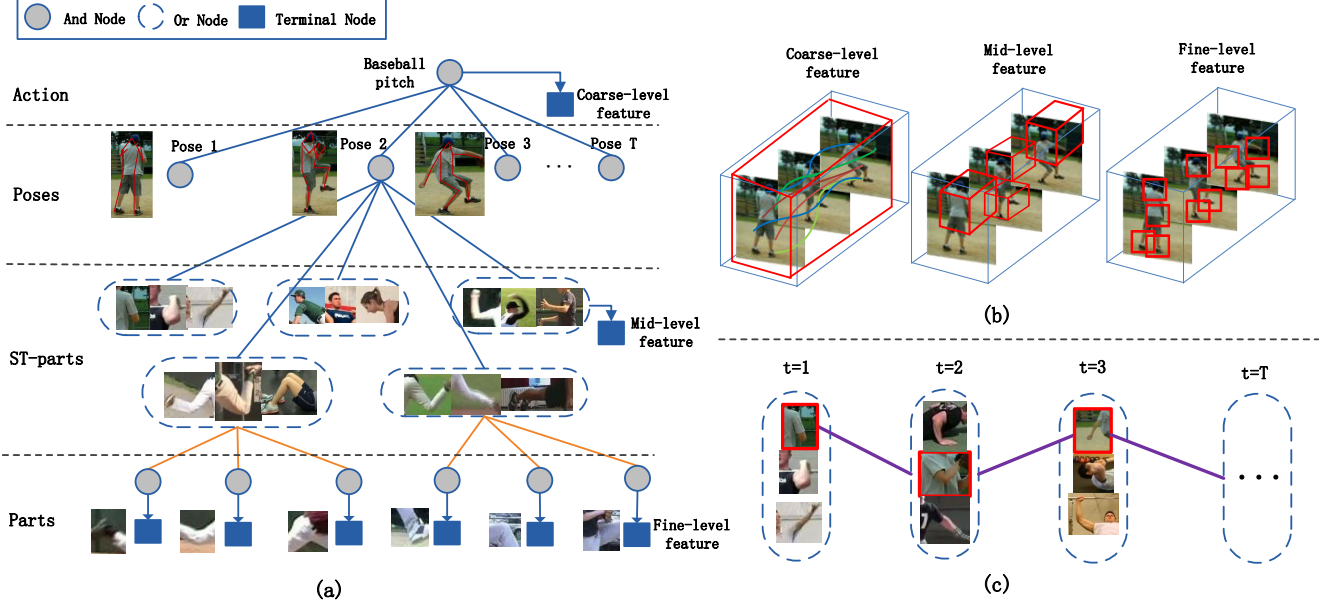 And Node
Or Node
Terminal Node
Action
Baseball
pitch
Coarse-level
feature
Poses
Pose 1
Pose 2
Pose 3
...
Pose T
ST-parts
Mid-level
feature
Parts
Fine-level
feature
(a)
Coarse-level
feature
Mid-level
feature
Fine-level
feature
(b)
t=1
t=2
t=3
t=T
...
(c)